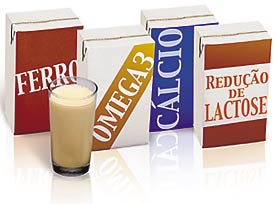 FERRO
OMEGA3
CÁLCIO
REDUÇÃO
DE
LACTOSE